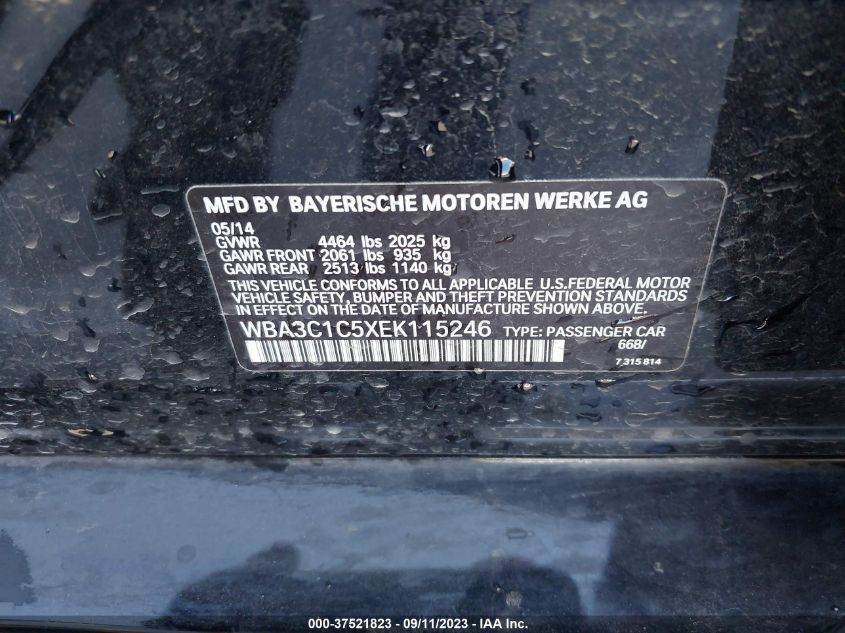 MFD BY BAYERISCHE MOTOREN WERKE AG
05/14
GVWR 4464 lbs 2025 kg
GAWR FRONT 2061 lbs 935 kg
GAWR REAR 2513 lbs 1140 kg
THIS VEHICLE CONFORMS TO ALL APPLICABLE U.S.FEDERAL MOTOR
VEHICLE SAFETY, BUMPER AND THEFT PREVENTION STANDARDS
IN EFFECT ON THE DATE OF MANUFACTURE SHOWN ABOVE.
WBA3C1C5XEK115246 TYPE: PASSENGER CAR
668/
7,315 814
000-37521823 - 09/11/2023 - IAA Inc.